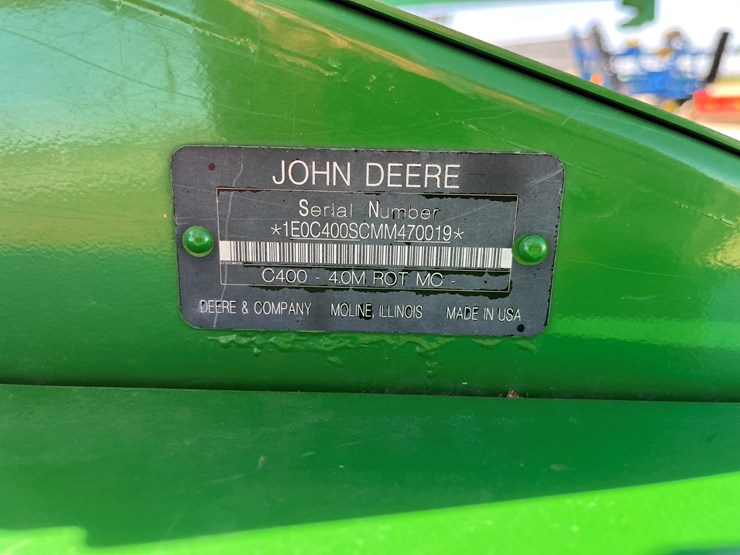 JOHN DEERE
Serial Number
*1E0C400SCMM470019*
C400 - 4.0M ROT MC -
DEERE & COMPANY MOLINE, ILLINOIS MADE IN USA